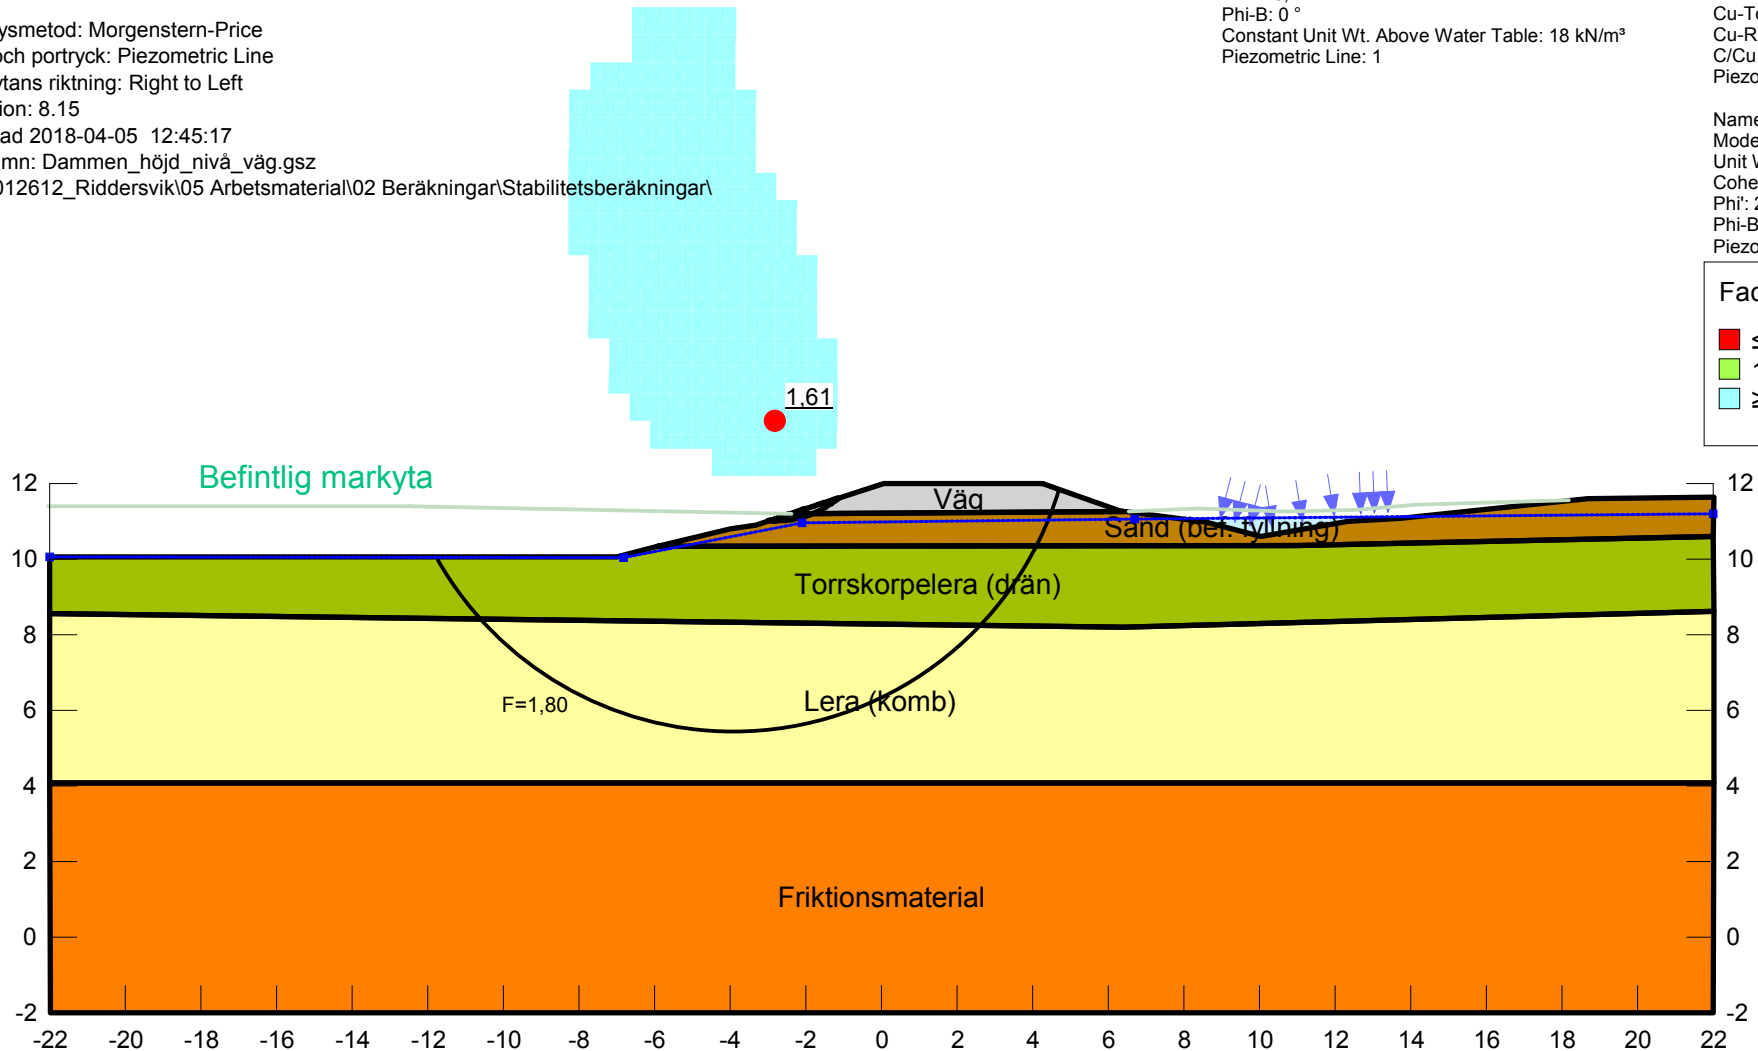 ysmetod: Morgenstern-Price
och portryck: Piezometric Line
ytans riktning: Right to Left
ion: 8.15
ad 2018-04-05 12:45:17
mn: Dammen_höjd_nivå_väg.gsz
012612_Riddersvik\05 Arbetsmaterial\02 Beräkningar\Stabilitetsberäkningar\
Phi-B: 0 °
Constant Unit Wt. Above Water Table: 18 kN/m³
Piezometric Line: 1
Cu-To
Cu-R
C/Cu
Piezo
Name
Mode
Unit W
Cohe
Phi': 2
Phi-B
Piezo
Fac
≤
1
≥
1,61
Befintlig markyta
Väg
Sand (bef. fyllning)
Torrskorpelera (drän)
Lera (komb)
F=1,80
Friktionsmaterial
12
10
8
6
4
2
0
-2
12
10
8
6
4
2
0
-2
-22 -20 -18 -16 -14 -12 -10 -8 -6 -4 -2 0 2 4 6 8 10 12 14 16 18 20 22